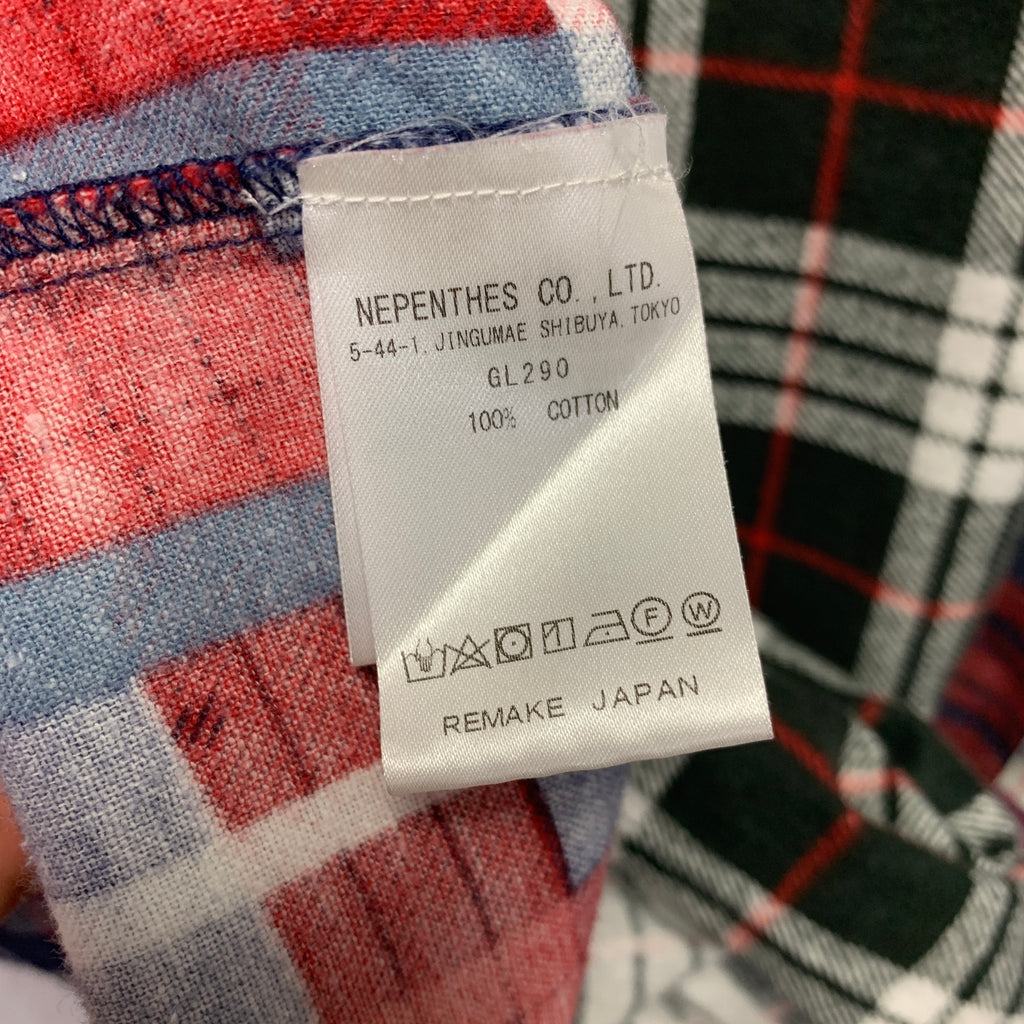 NEPENTHES CO.,LTD.
5-44-1, JINGUMAE SHIBUYA, TOKYO
GL290
100% COTTON
F W
REMAKE JAPAN